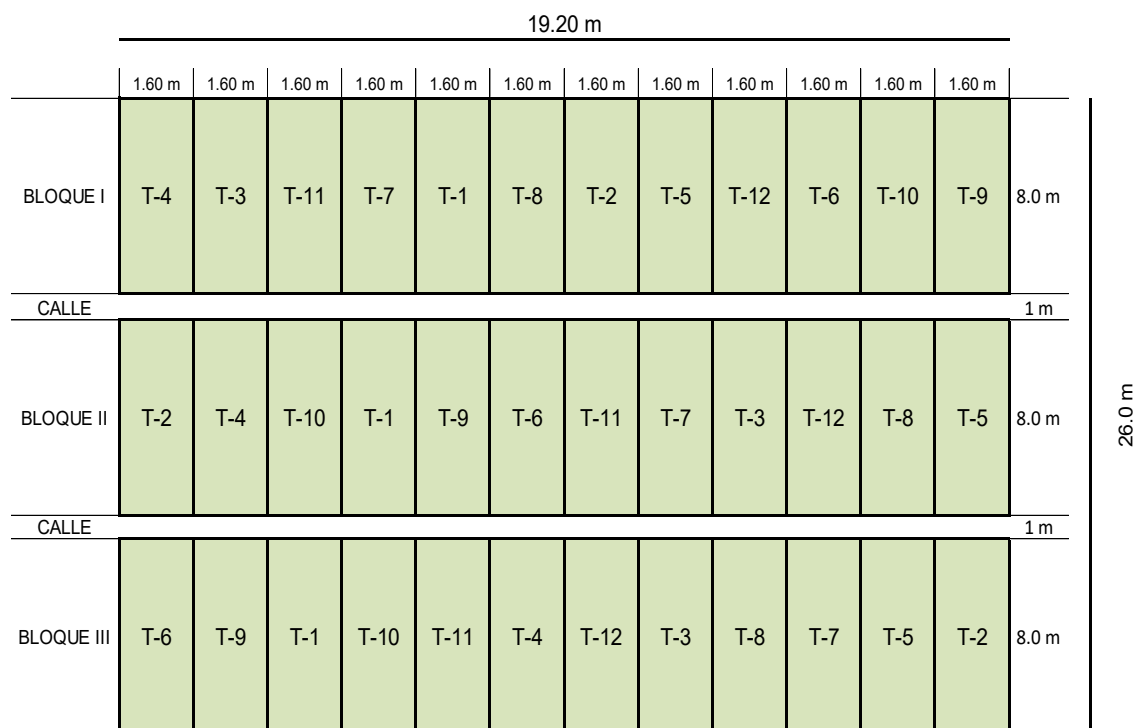 19.20 m
1.60 m 1.60 m 1.60 m 1.60 m 1.60 m 1.60 m 1.60 m 1.60 m 1.60 m 1.60 m 1.60 m 1.60 m
BLOQUE I T-4 T-3 T-11 T-7 T-1 T-8 T-2 T-5 T-12 T-6 T-10 T-9 8.0 m
CALLE 1 m
BLOQUE II T-2 T-4 T-10 T-1 T-9 T-6 T-11 T-7 T-3 T-12 T-8 T-5 8.0 m
26.0 m
CALLE 1 m
BLOQUE III T-6 T-9 T-1 T-10 T-11 T-4 T-12 T-3 T-8 T-7 T-5 T-2 8.0 m